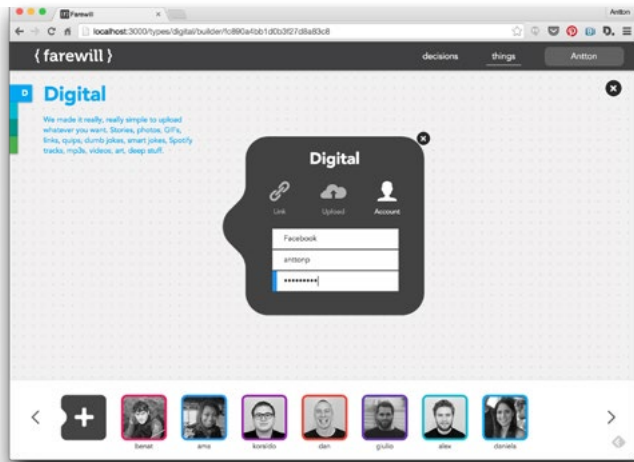 Farewill
Antton
localhost:3000/types/digital/builder/fc890a4bb1d0b3f27d8a83c8
{ farewill }
decisions
things
Antton
D
Digital
We made it really, really simple to upload
whatever you want. Stories, photos, GIF's,
links, quips, dumb jokes, smart jokes, Spotify
tracks, mp3s, videos, art, deep stuff.
Digital
Link
Upload
Account
Facebook
anttonp
•••••••••
benat
ama
koraldo
dan
giulio
alex
daniela